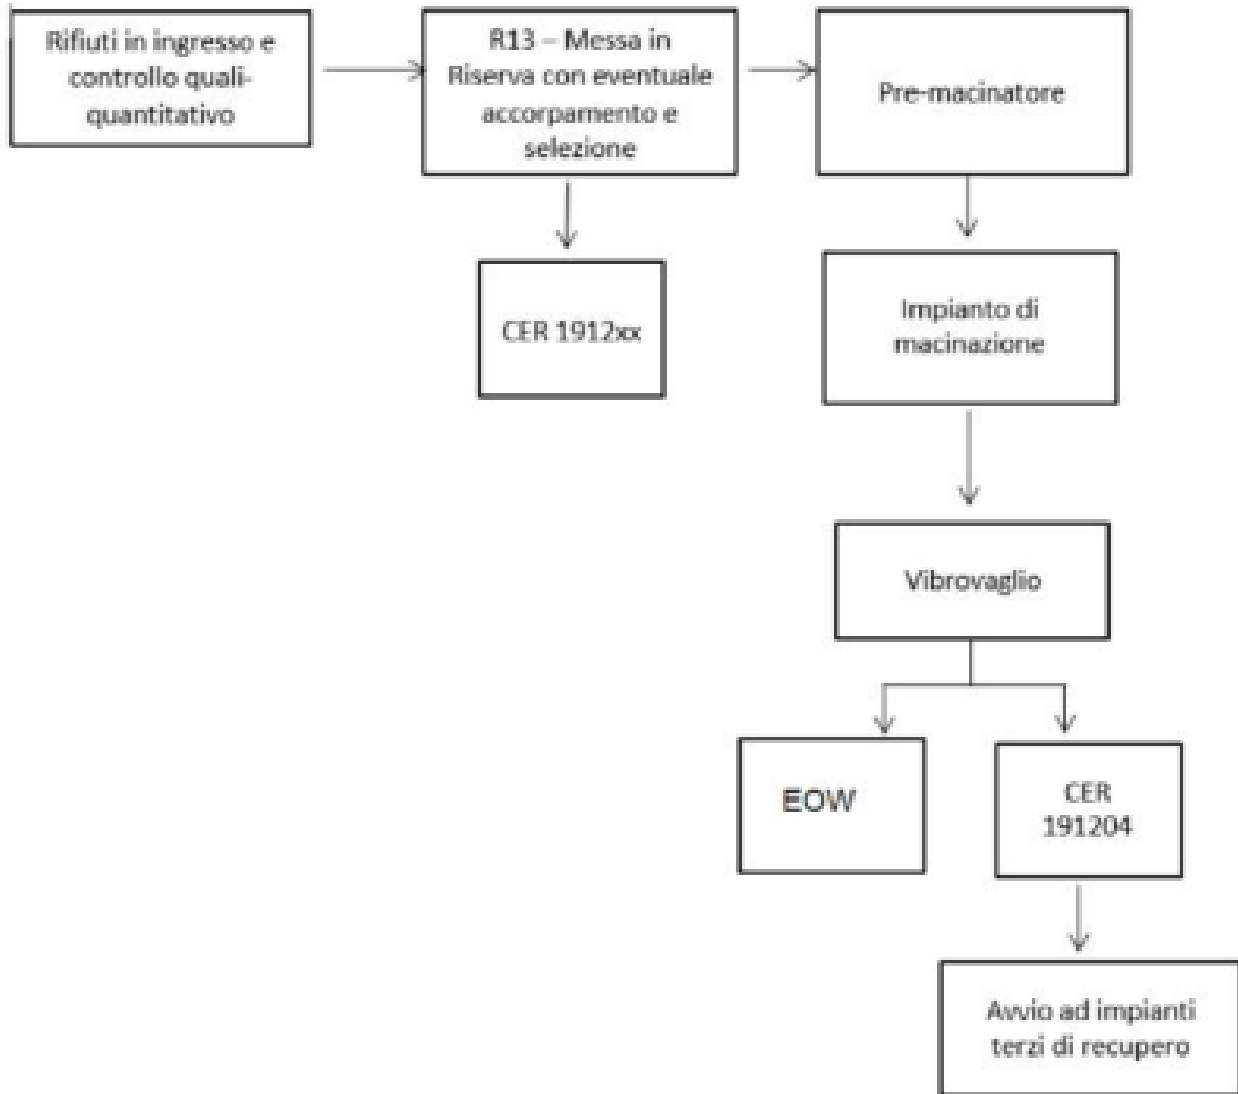 Rifiuti in ingresso e
controllo quali-
quantitativo
R13 – Messa in
Riserva con eventuale
accorpamento e
selezione
Pre-macinatore
CER 1912xx
Impianto di
macinazione
Vibrovaglio
EOW
CER
191204
Avvio ad impianti
terzi di recupero